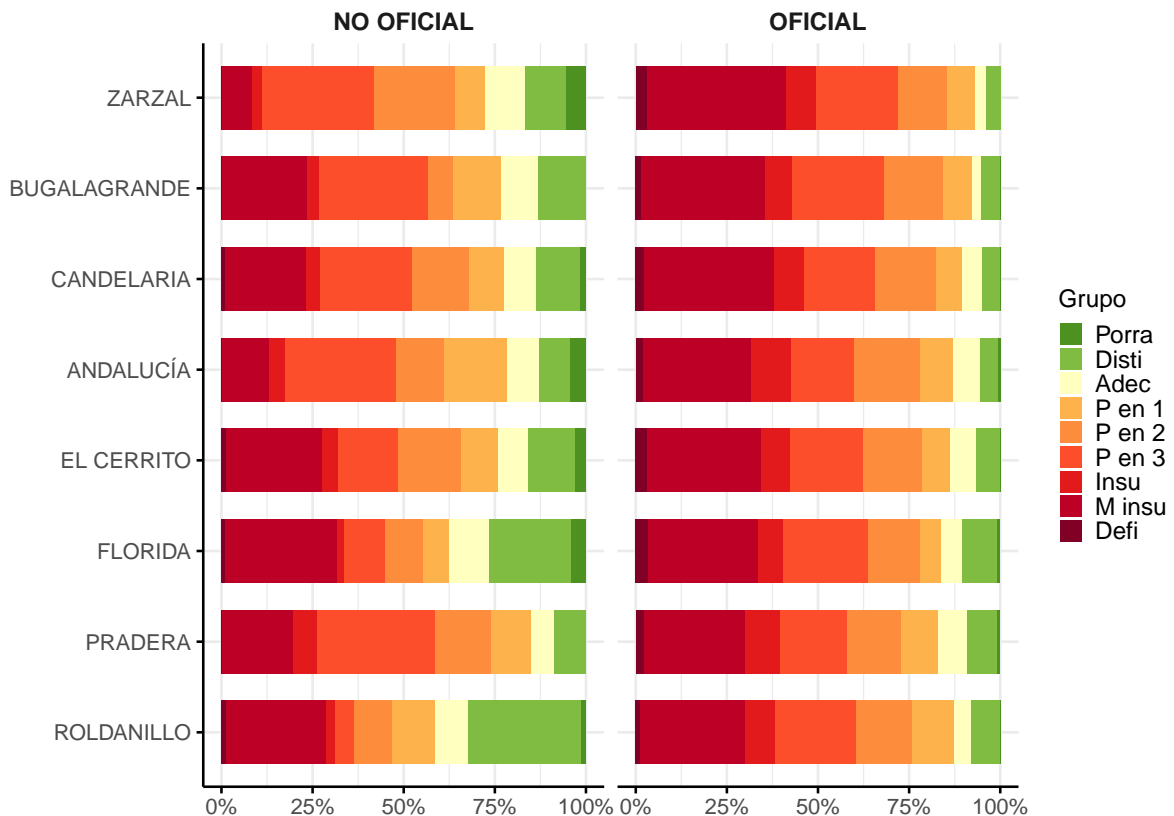 NO OFICIAL
OFICIAL
ZARZAL
BUGALAGRANDE
CANDELARIA
ANDALUCÍA
EL CERRITO
FLORIDA
PRADERA
ROLDANILLO
0% 25% 50% 75% 100%
0% 25% 50% 75% 100%
Grupo
Porra
Disti
Adec
P en 1
P en 2
P en 3
Insu
M insu
Defi